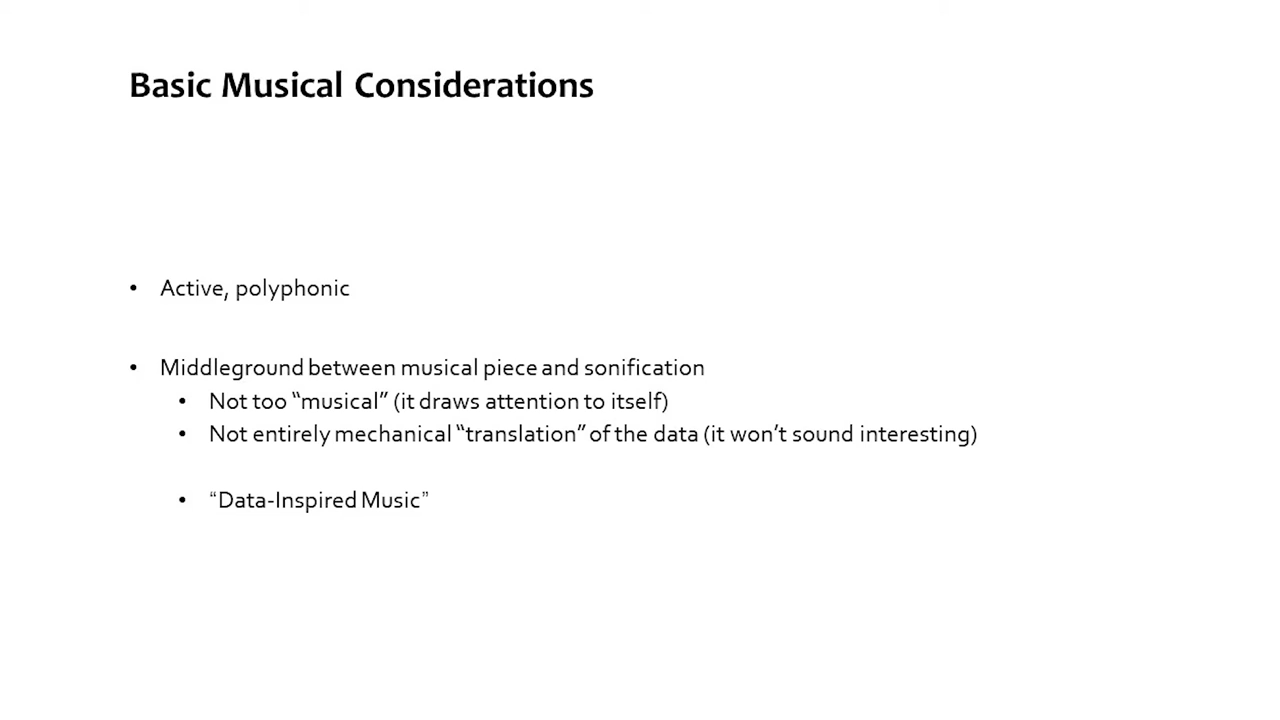 Basic Musical Considerations
• Active, polyphonic
• Middleground between musical piece and sonification
• Not too “musical” (it draws attention to itself)
• Not entirely mechanical “translation” of the data (it won’t sound interesting)
• “Data-Inspired Music”